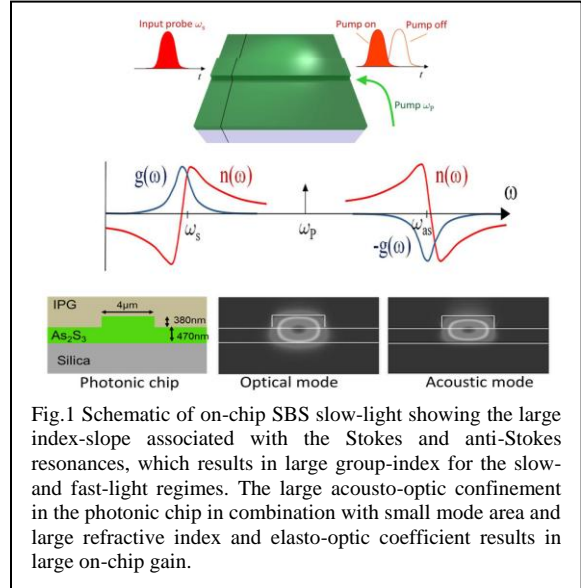 Input probe ωs
Pump on
Pump off
t
t
Pump ωP
g(ω)
n(ω)
n(ω)
ω
ωs
ωP
ωas
-g(ω)
IPG
4μm
380nm
As2S3
470nm
Silica
Photonic chip
Optical mode
Acoustic mode
Fig.1 Schematic of on-chip SBS slow-light showing the large
index-slope associated with the Stokes and anti-Stokes
resonances, which results in large group-index for the slow-
and fast-light regimes. The large acousto-optic confinement
in the photonic chip in combination with small mode area and
large refractive index and elasto-optic coefficient results in
large on-chip gain.